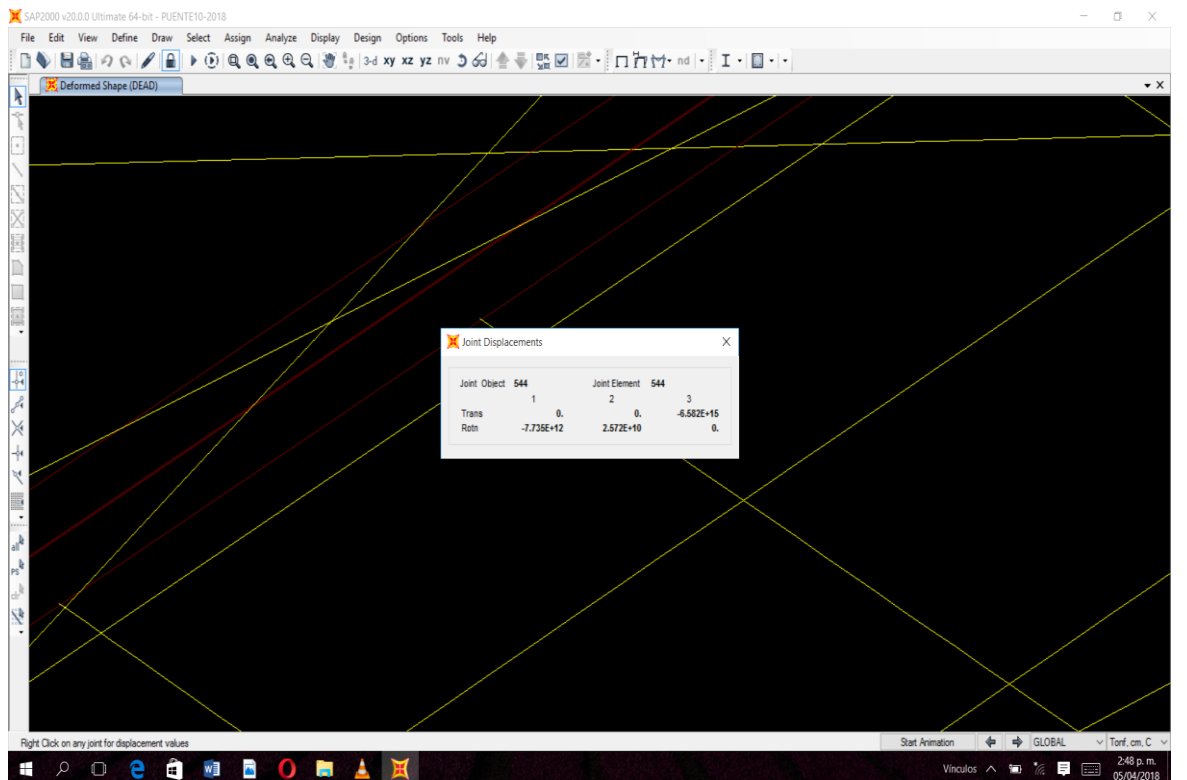 SAP2000 v20.0.0 Ultimate 64-bit - PUENTE10-2018
File Edit View Define Draw Select Assign Analyze Display Design Options Tools Help
3-d xy xz yz nv nd
Deformed Shape (DEAD)
Joint Displacements
Joint Object 544 Joint Element 544
1 2 3
Trans 0. 0. -6.582E+15
Rotn -7.735E+12 2.572E+10 0.
all
PS
clr
Right Click on any joint for displacement values Start Animation GLOBAL Tonf, cm, C
Vínculos 2:48 p. m.
05/04/2018